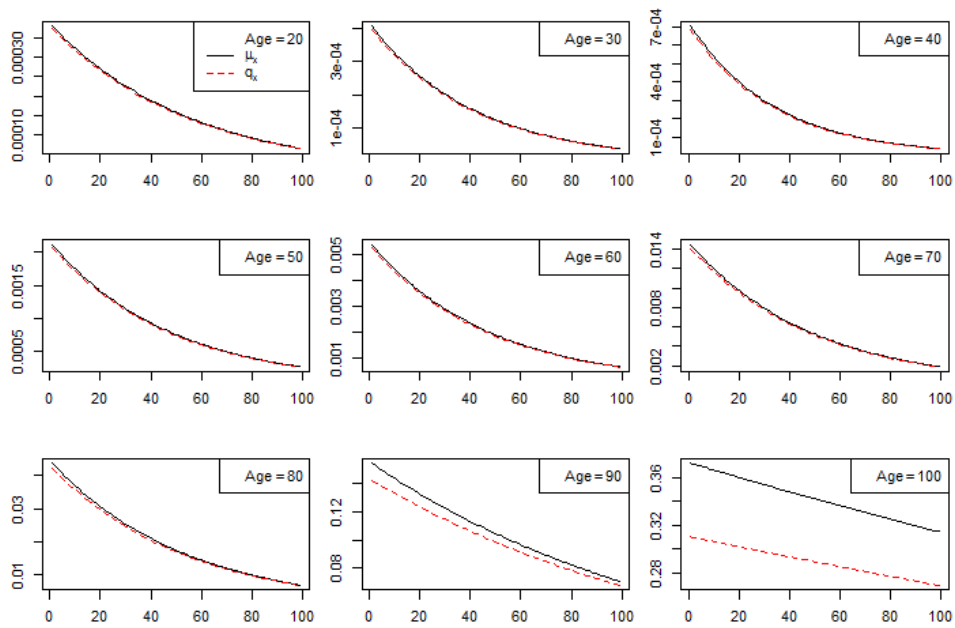 Age = 20
μx
qx
0.00010 0.00030
0 20 40 60 80 100
Age = 30
1e-04 3e-04
0 20 40 60 80 100
Age = 40
1e-04 4e-04 7e-04
0 20 40 60 80 100
Age = 50
0.0005 0.0015
0 20 40 60 80 100
Age = 60
0.001 0.003 0.005
0 20 40 60 80 100
Age = 70
0.002 0.008 0.014
0 20 40 60 80 100
Age = 80
0.01 0.03
0 20 40 60 80 100
Age = 90
0.08 0.12
0 20 40 60 80 100
Age = 100
0.28 0.32 0.36
0 20 40 60 80 100